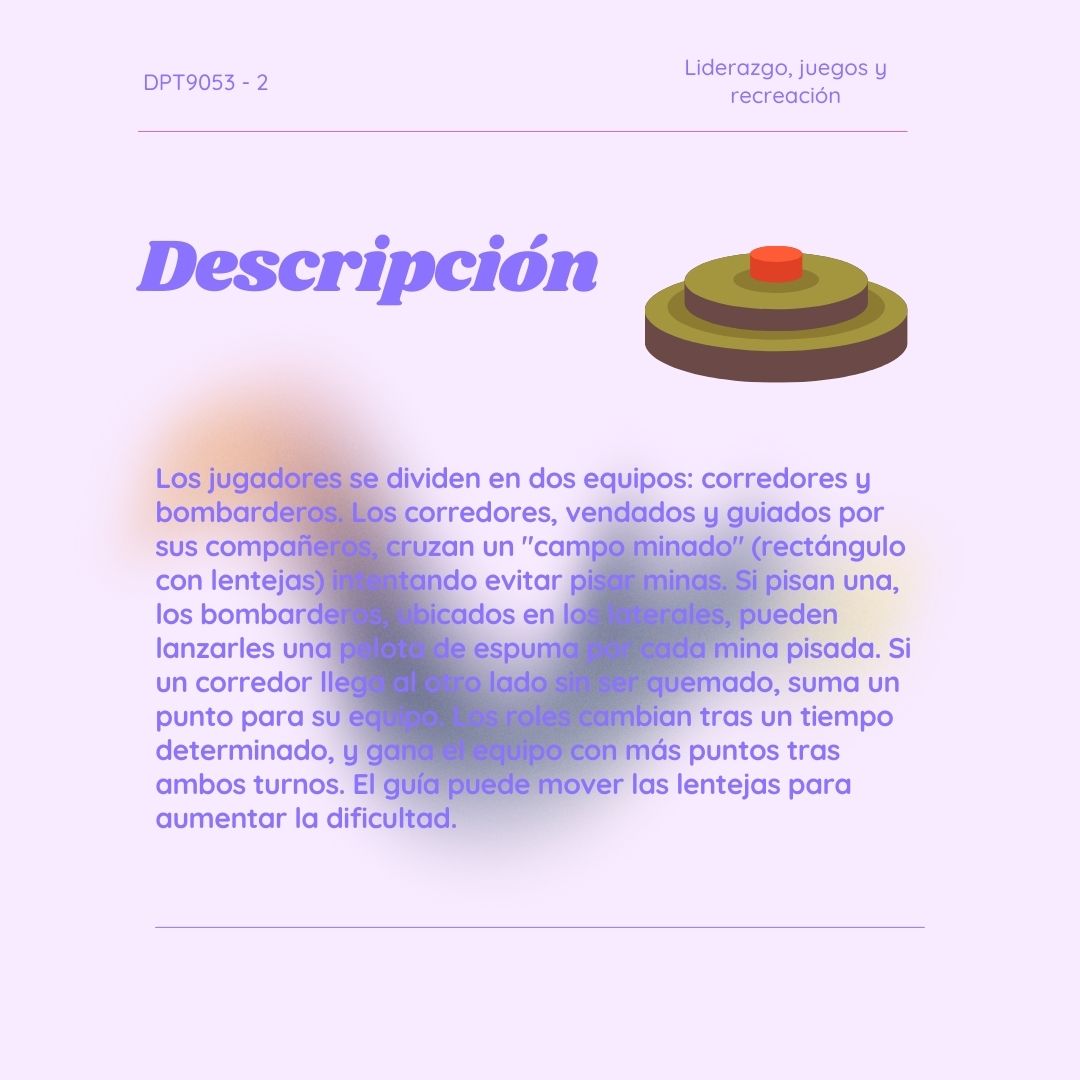 DPT9053 - 2
Liderazgo, juegos y
recreación
Descripción
Los jugadores se dividen en dos equipos: corredores y
bombarderos. Los corredores, vendados y guiados por
sus compañeros, cruzan un "campo minado" (rectángulo
con lentejas) intentando evitar pisar minas. Si pisan una,
los bombarderos, ubicados en los laterales, pueden
lanzarles una pelota de espuma por cada mina pisada. Si
un corredor llega al otro lado sin ser quemado, suma un
punto para su equipo. Los roles cambian tras un tiempo
determinado, y gana el equipo con más puntos tras
ambos turnos. El guía puede mover las lentejas para
aumentar la dificultad.